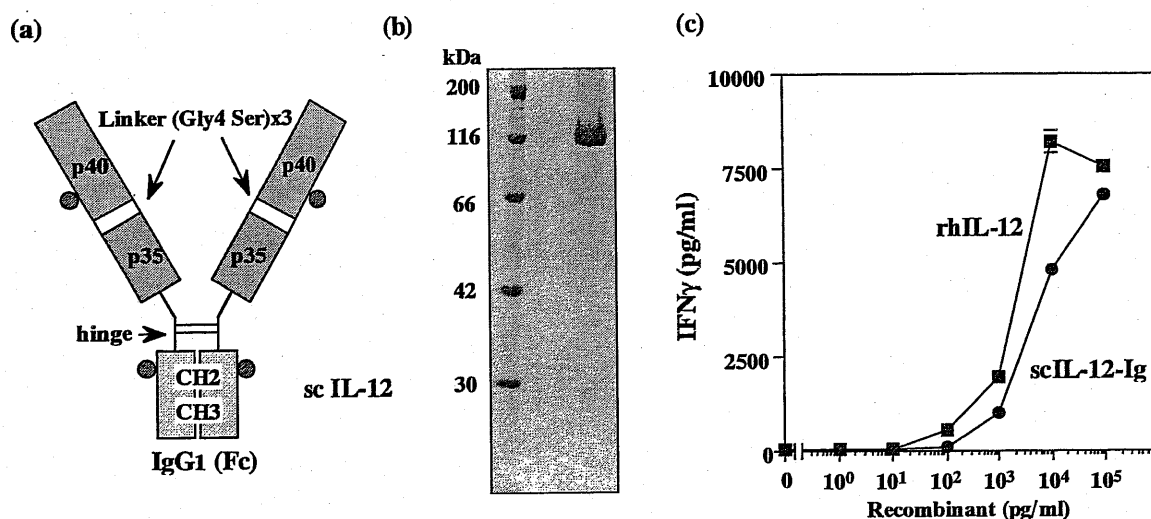 (a)
Linker (Gly4 Ser)x3
p40
p40
p35
p35
hinge
CH2
CH3
sc IL-12
IgG1 (Fc)
(b)
kDa
200
116
66
42
30
(c)
10000
7500
5000
2500
0
IFNγ (pg/ml)
rhIL-12
scIL-12-Ig
0 10⁰ 10¹ 10² 10³ 10⁴ 10⁵
Recombinant (pg/ml)